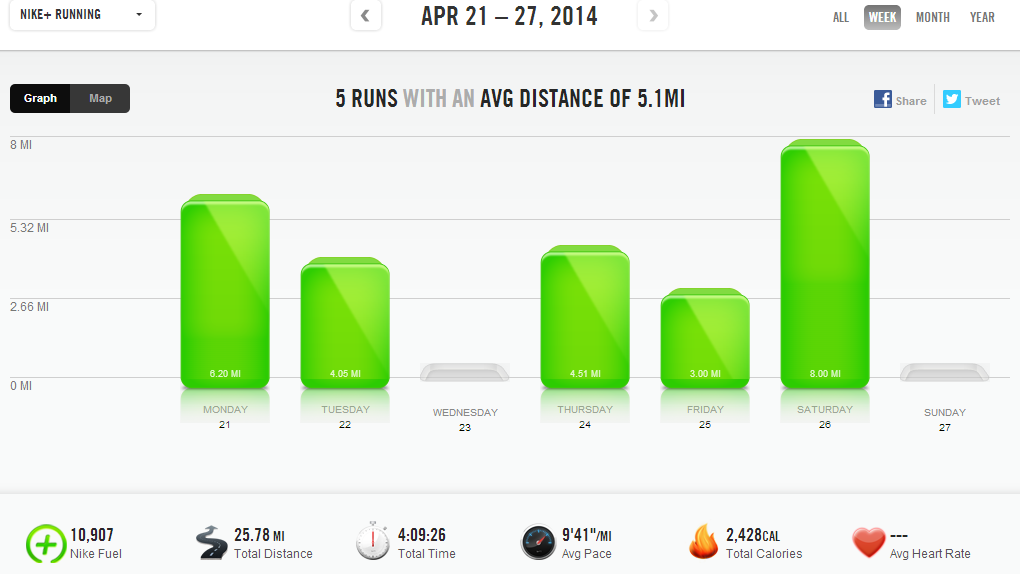 NIKE+ RUNNING
APR 21 – 27, 2014
ALL WEEK MONTH YEAR
Graph Map
5 RUNS WITH AN AVG DISTANCE OF 5.1MI
Share Tweet
8 MI
5.32 MI
2.66 MI
0 MI
6.20 MI 4.05 MI 4.51 MI 3.00 MI 8.00 MI
MONDAY TUESDAY WEDNESDAY THURSDAY FRIDAY SATURDAY SUNDAY
21 22 23 24 25 26 27
10,907 25.78 MI 4:09:26 9'41"/MI 2,428CAL ---
Nike Fuel Total Distance Total Time Avg Pace Total Calories Avg Heart Rate